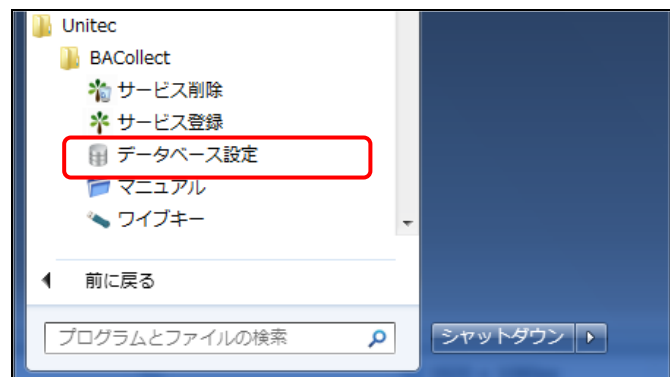 Unitec
BACollect
サービス削除
サービス登録
データベース設定
マニュアル
ワイプキー
前に戻る
プログラムとファイルの検索
シャットダウン